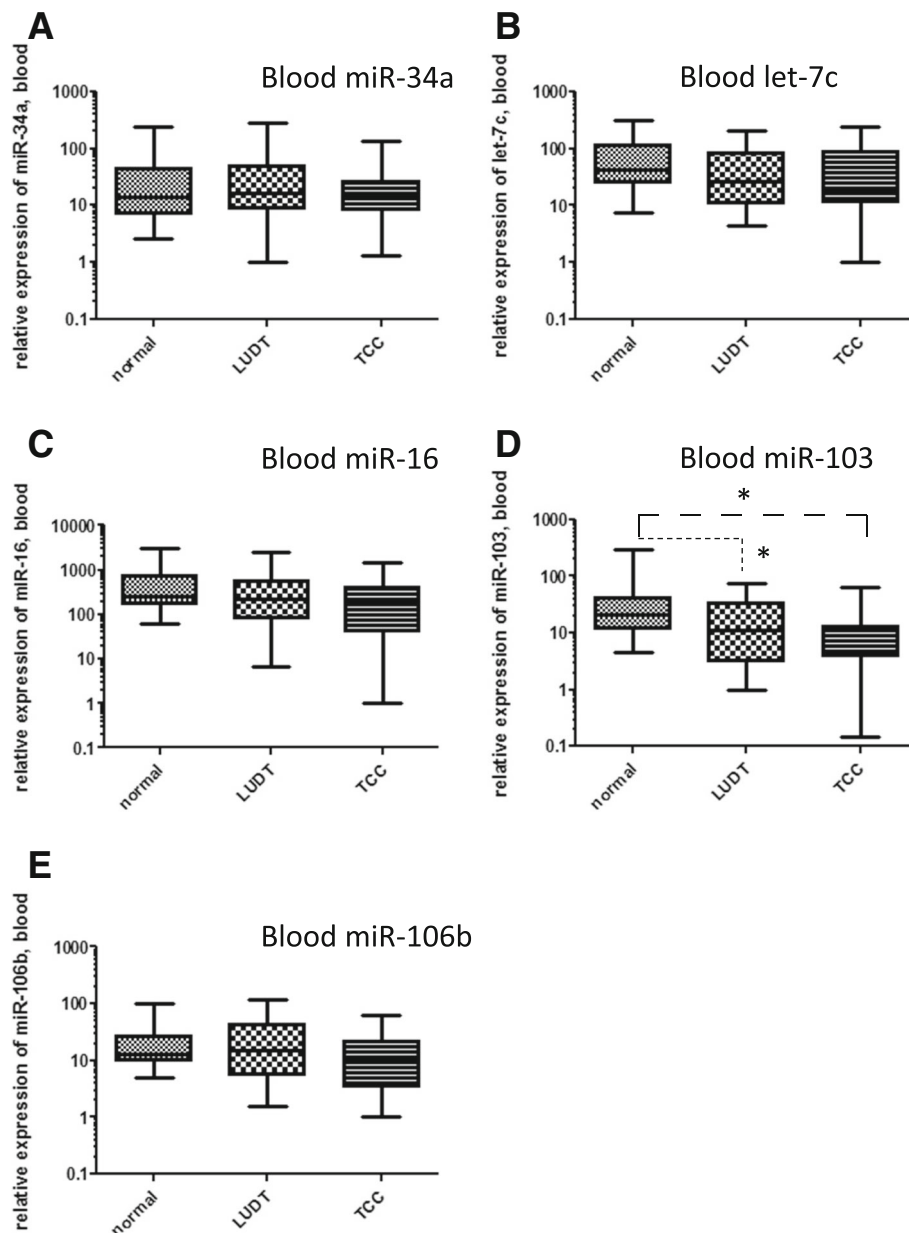 A
Blood miR-34a
relative expression of miR-34a, blood
1000
100
10
1
0.1
normal
LUDT
TCC
B
Blood let-7c
relative expression of let-7c, blood
1000
100
10
1
0.1
normal
LUDT
TCC
C
Blood miR-16
relative expression of miR-16, blood
10000
1000
100
10
1
0.1
normal
LUDT
TCC
D
Blood miR-103
relative expression of miR-103, blood
*
*
1000
100
10
1
0.1
normal
LUDT
TCC
E
Blood miR-106b
relative expression of miR-106b, blood
1000
100
10
1
0.1
normal
LUDT
TCC